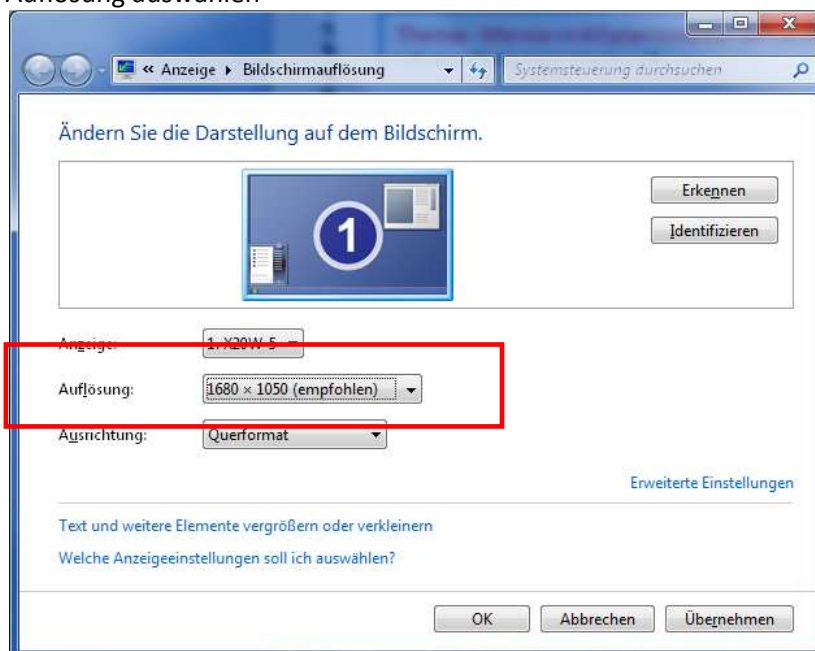 Auflösung auswählen
« Anzeige ▸ Bildschirmauflösung
Systemsteuerung durchsuchen
Ändern Sie die Darstellung auf dem Bildschirm.
1
Erkennen
Identifizieren
Anzeige: 1. X20W-5
Auflösung: 1680 × 1050 (empfohlen)
Ausrichtung: Querformat
Erweiterte Einstellungen
Text und weitere Elemente vergrößern oder verkleinern
Welche Anzeigeeinstellungen soll ich auswählen?
OK Abbrechen Übernehmen